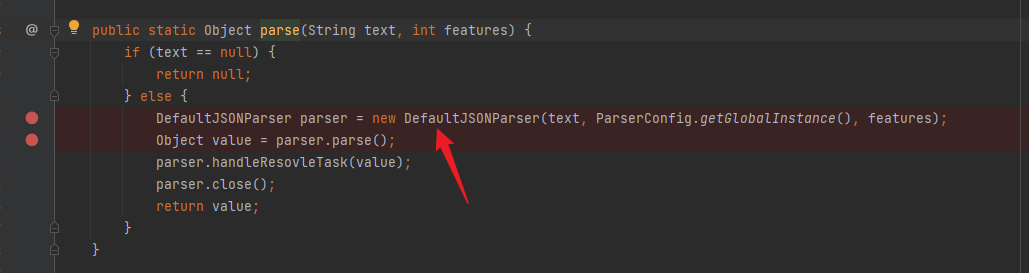 public static Object parse(String text, int features) {
if (text == null) {
return null;
} else {
DefaultJSONParser parser = new DefaultJSONParser(text, ParserConfig.getGlobalInstance(), features);
Object value = parser.parse();
parser.handleResovleTask(value);
parser.close();
return value;
}
}